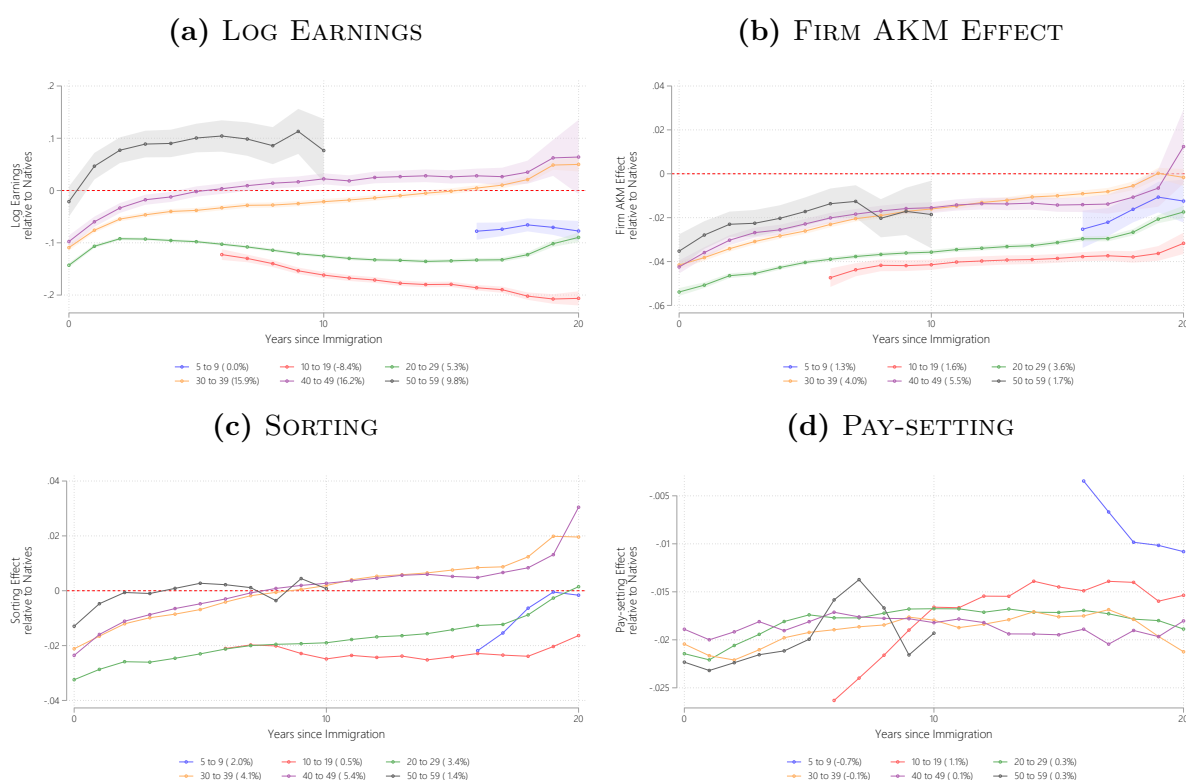 (a) LOG EARNINGS
(b) FIRM AKM EFFECT
Log Earnings
relative to Natives
.2
.1
0
-.1
-.2
0
10
20
Years since Immigration
5 to 9 ( 0.0%)
10 to 19 (-8.4%)
20 to 29 ( 5.3%)
30 to 39 (15.9%)
40 to 49 (16.2%)
50 to 59 ( 9.8%)
Firm AKM Effect
relative to Natives
.04
.02
0
-.02
-.04
-.06
0
10
20
Years since Immigration
5 to 9 ( 1.3%)
10 to 19 ( 1.6%)
20 to 29 ( 3.6%)
30 to 39 ( 4.0%)
40 to 49 ( 5.5%)
50 to 59 ( 1.7%)
(c) SORTING
(d) PAY-SETTING
Sorting Effect
relative to Natives
.04
.02
0
-.02
-.04
0
10
20
Years since Immigration
5 to 9 ( 2.0%)
10 to 19 ( 0.5%)
20 to 29 ( 3.4%)
30 to 39 ( 4.1%)
40 to 49 ( 5.4%)
50 to 59 ( 1.4%)
Pay-setting Effect
relative to Natives
-.005
-.01
-.015
-.02
-.025
0
10
20
Years since Immigration
5 to 9 (-0.7%)
10 to 19 ( 1.1%)
20 to 29 ( 0.3%)
30 to 39 (-0.1%)
40 to 49 ( 0.1%)
50 to 59 ( 0.3%)